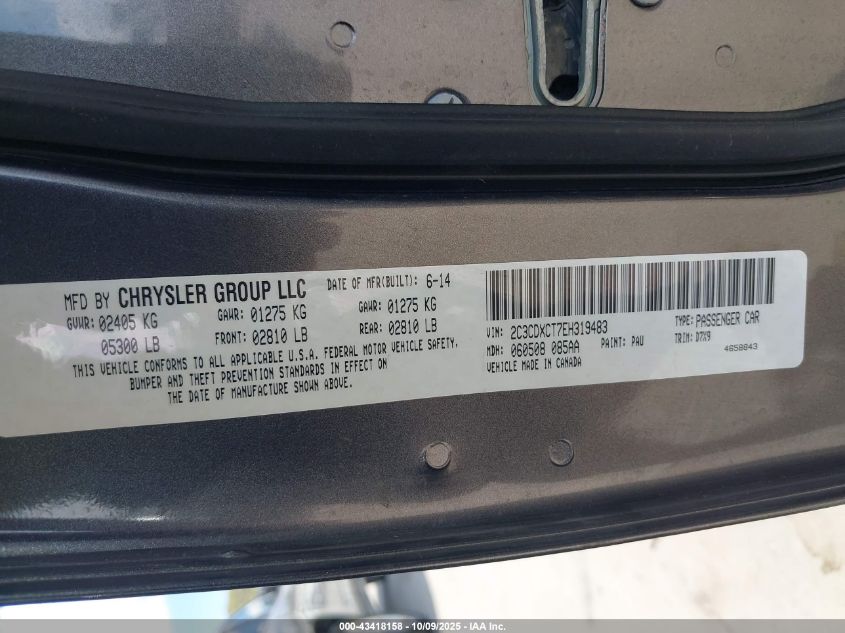 MFD BY CHRYSLER GROUP LLC
DATE OF MFR(BUILT): 6-14
GVWR: 02405 KG GAWR: 01275 KG GAWR: 01275 KG
05300 LB FRONT: 02810 LB REAR: 02810 LB
THIS VEHICLE CONFORMS TO ALL APPLICABLE U.S.A. FEDERAL MOTOR VEHICLE SAFETY,
BUMPER AND THEFT PREVENTION STANDARDS IN EFFECT ON
THE DATE OF MANUFACTURE SHOWN ABOVE.
VIN: 2C3CDXCT7EH319483 TYPE: PASSENGER CAR
MDH: 060508 085AA PAINT: PAU TRIM: D7X9
VEHICLE MADE IN CANADA 4658843
000-43418158 - 10/09/2025 - IAA Inc.